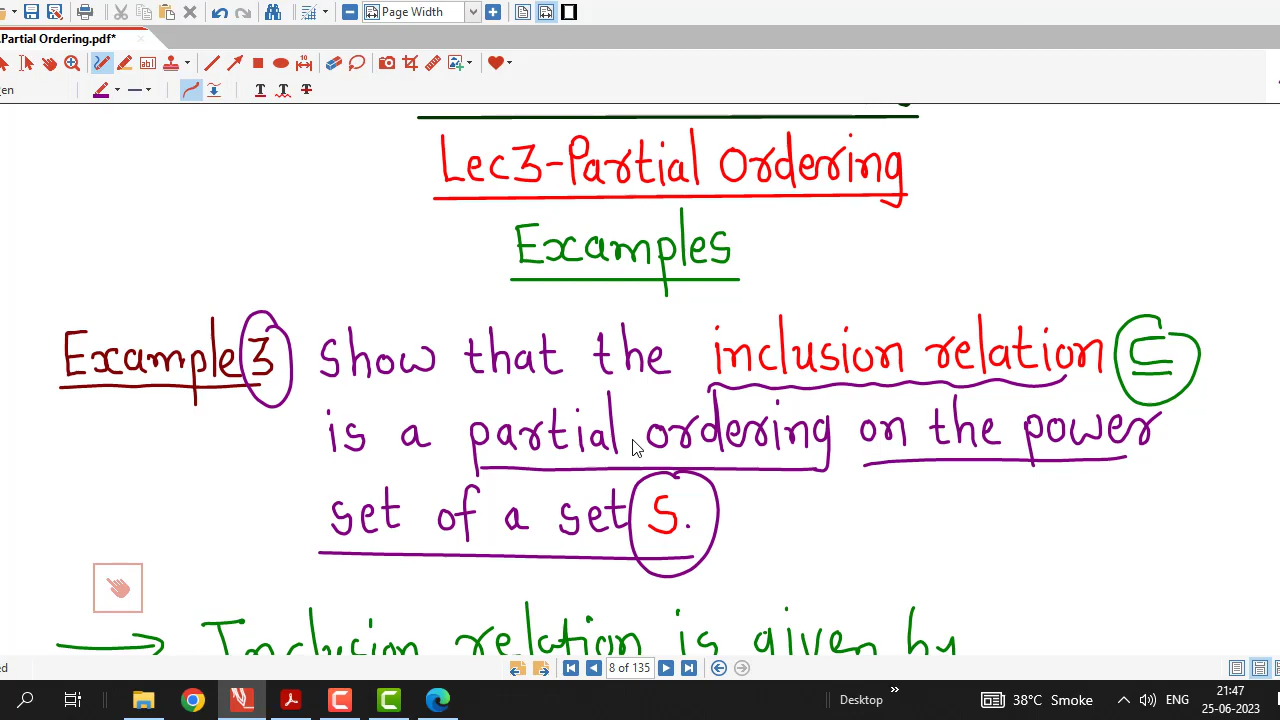 Page Width
Partial Ordering.pdf*
10
en
Lec3-Partial Ordering
Examples
Example 3 Show that the inclusion relation ⊆
is a partial ordering on the power
set of a set S.
Inclusion relation is given by
ed
8 of 135
Desktop
38°C Smoke
ENG
21:47
25-06-2023